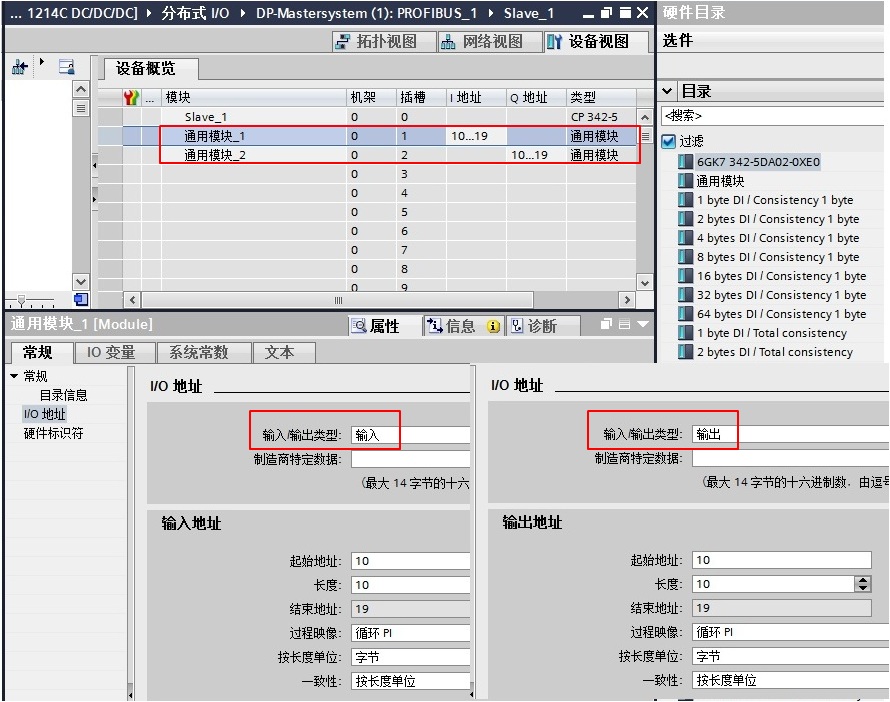 ... 1214C DC/DC/DC] 分布式 I/O DP-Mastersystem (1): PROFIBUS_1 Slave_1
硬件目录
拓扑视图 网络视图 设备视图
选件
设备概览
... 模块 机架 插槽 I 地址 Q 地址 类型
Slave_1 0 0 CP 342-5
通用模块_1 0 1 10...19 通用模块
通用模块_2 0 2 10...19 通用模块
0 3
0 4
0 5
0 6
0 7
0 8
0 9
目录
<搜索>
过滤
6GK7 342-5DA02-0XE0
通用模块
1 byte DI / Consistency 1 byte
2 bytes DI / Consistency 1 byte
4 bytes DI / Consistency 1 byte
8 bytes DI / Consistency 1 byte
16 bytes DI / Consistency 1 byte
32 bytes DI / Consistency 1 byte
64 bytes DI / Consistency 1 byte
1 byte DI / Total consistency
2 bytes DI / Total consistency
通用模块_1 [Module]
属性 信息 诊断
常规 IO 变量 系统常数 文本
常规
目录信息
I/O 地址
硬件标识符
I/O 地址
输入/输出类型: 输入
制造商特定数据:
(最大 14 字节的十六
输入地址
起始地址: 10
长度: 10
结束地址: 19
过程映像: 循环 PI
按长度单位: 字节
一致性: 按长度单位
I/O 地址
输入/输出类型: 输出
制造商特定数据:
(最大 14 字节的十六进制数，由逗号
输出地址
起始地址: 10
长度: 10
结束地址: 19
过程映像: 循环 PI
按长度单位: 字节
一致性: 按长度单位